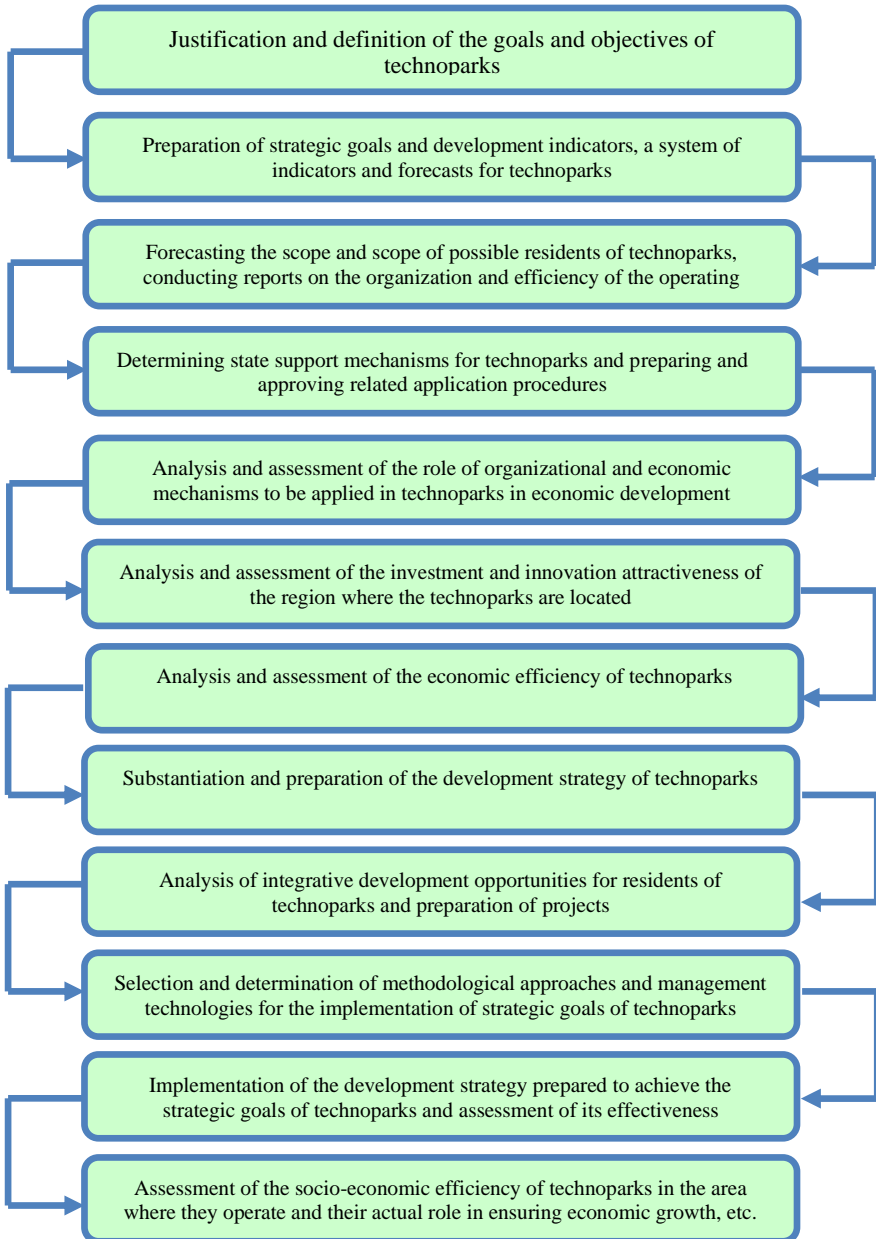 Justification and definition of the goals and objectives of
technoparks
Preparation of strategic goals and development indicators, a system of
indicators and forecasts for technoparks
Forecasting the scope and scope of possible residents of technoparks,
conducting reports on the organization and efficiency of the operating
Determining state support mechanisms for technoparks and preparing and
approving related application procedures
Analysis and assessment of the role of organizational and economic
mechanisms to be applied in technoparks in economic development
Analysis and assessment of the investment and innovation attractiveness of
the region where the technoparks are located
Analysis and assessment of the economic efficiency of technoparks
Substantiation and preparation of the development strategy of technoparks
Analysis of integrative development opportunities for residents of
technoparks and preparation of projects
Selection and determination of methodological approaches and management
technologies for the implementation of strategic goals of technoparks
Implementation of the development strategy prepared to achieve the
strategic goals of technoparks and assessment of its effectiveness
Assessment of the socio-economic efficiency of technoparks in the area
where they operate and their actual role in ensuring economic growth, etc.